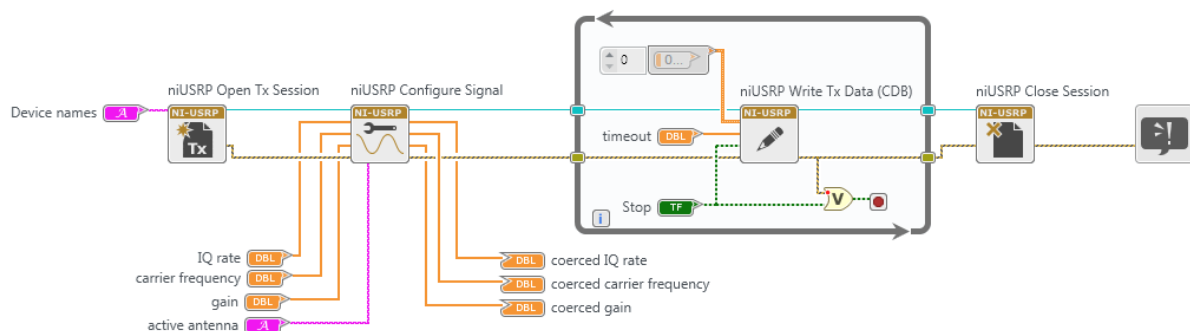 niUSRP Open Tx Session
niUSRP Configure Signal
niUSRP Write Tx Data (CDB)
niUSRP Close Session
Device names
A
NI-USRP
Tx
NI-USRP
0
0...
NI-USRP
NI-USRP
timeout
DBL
Stop
TF
V
i
IQ rate
DBL
carrier frequency
DBL
gain
DBL
active antenna
A
DBL
coerced IQ rate
DBL
coerced carrier frequency
DBL
coerced gain